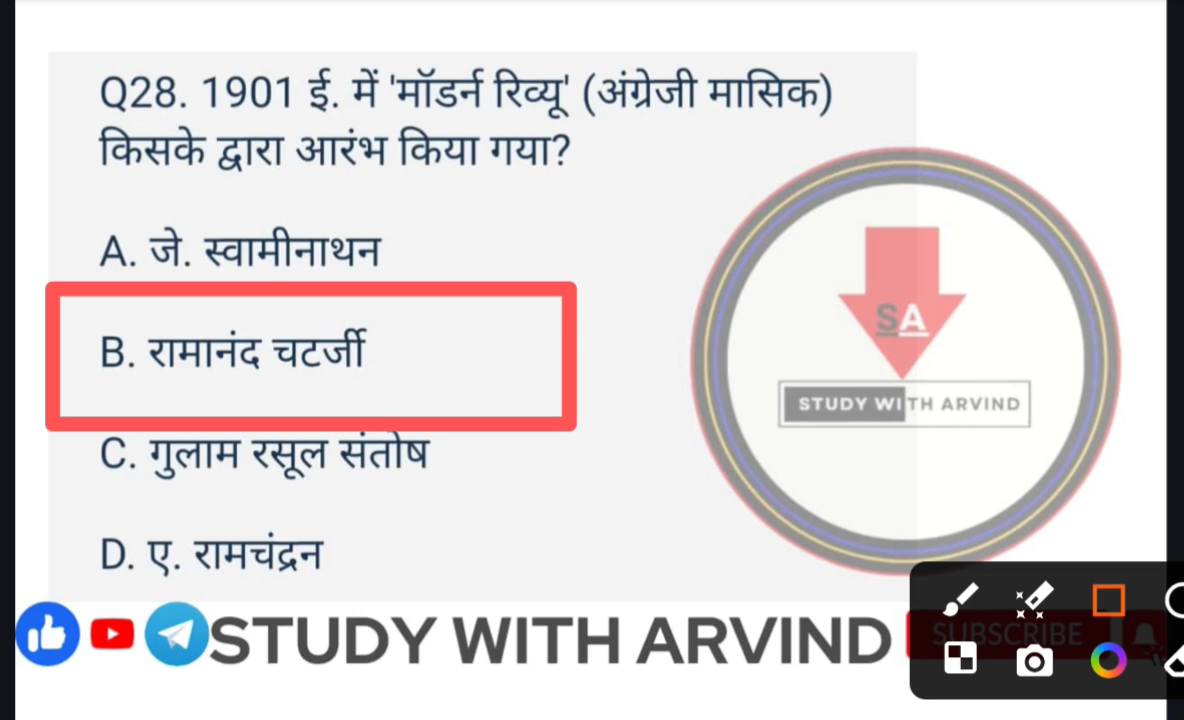 Q28. 1901 ई. में 'मॉडर्न रिव्यू' (अंग्रेजी मासिक)
किसके द्वारा आरंभ किया गया?
A. जे. स्वामीनाथन
B. रामानंद चटर्जी
C. गुलाम रसूल संतोष
D. ए. रामचंद्रन
SA
STUDY WITH ARVIND
STUDY WITH ARVIND
SUBSCRIBE